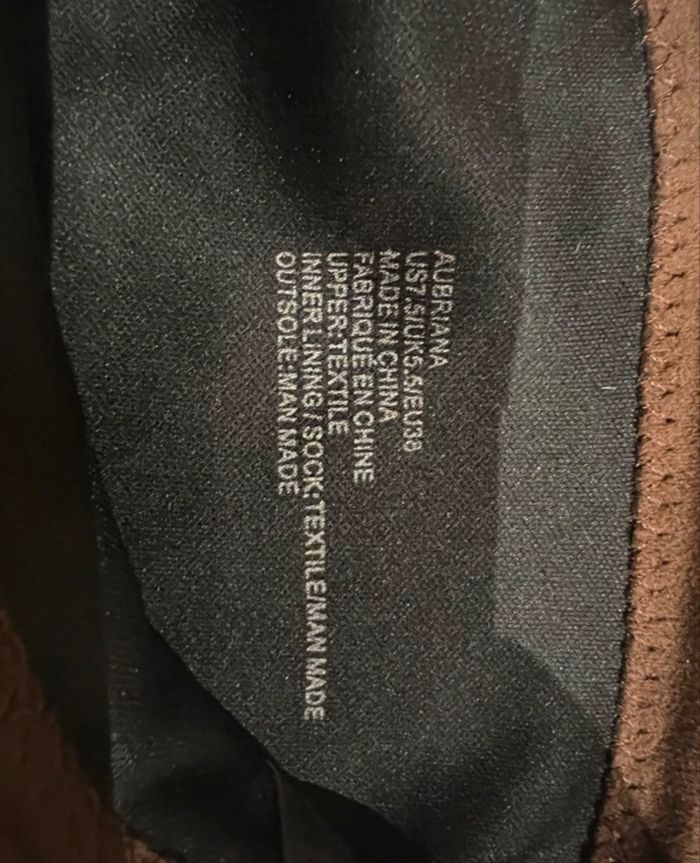 AUBRIANA
US7.5/UK5.5/EU38
MADE IN CHINA
FABRIQUÉ EN CHINE
UPPER:TEXTILE
INNER LINING / SOCK:TEXTILE/MAN MADE
OUTSOLE:MAN MADE